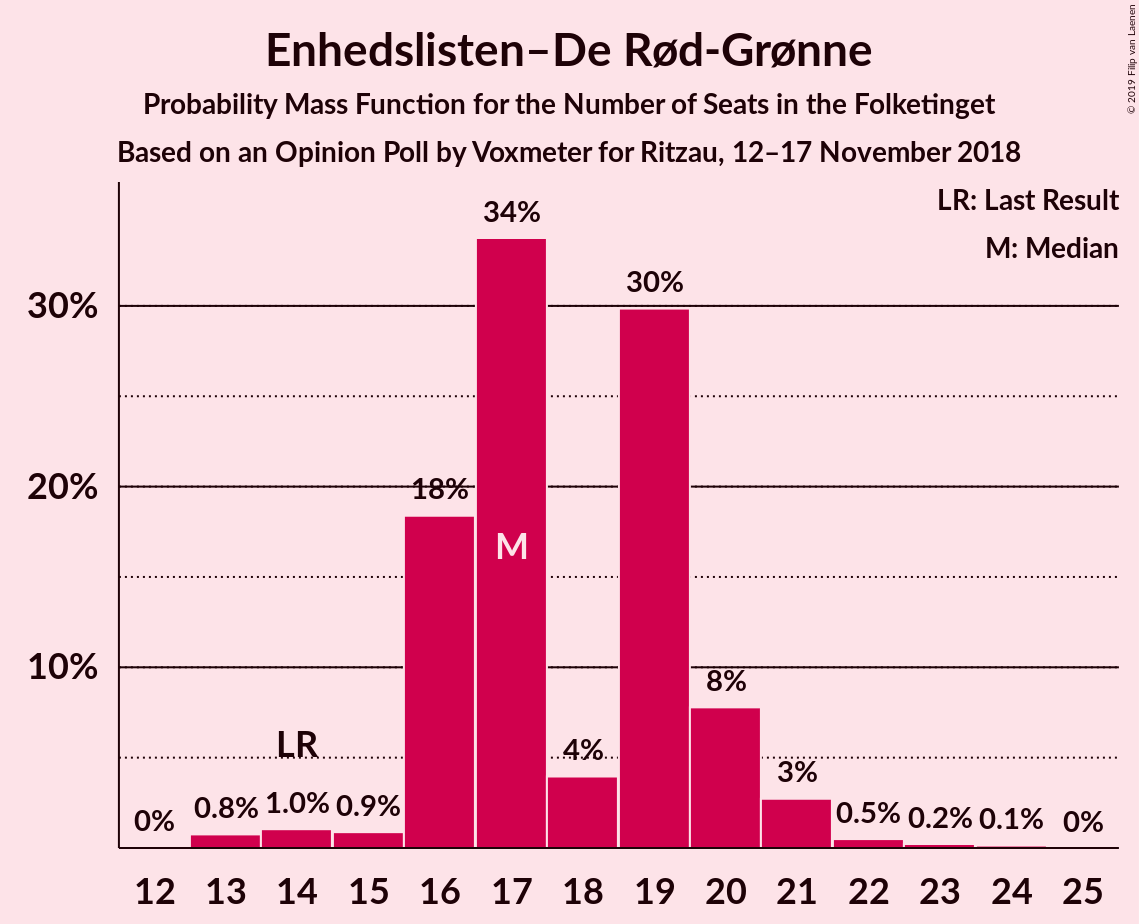 Enhedslisten–De Rød-Grønne
Probability Mass Function for the Number of Seats in the Folketinget
Based on an Opinion Poll by Voxmeter for Ritzau, 12–17 November 2018
© 2019 Filip van Laenen
LR: Last Result
M: Median
30%
20%
10%
0%
0.8%
LR
1.0%
0.9%
18%
34%
M
4%
30%
8%
3%
0.5%
0.2%
0.1%
0%
12 13 14 15 16 17 18 19 20 21 22 23 24 25